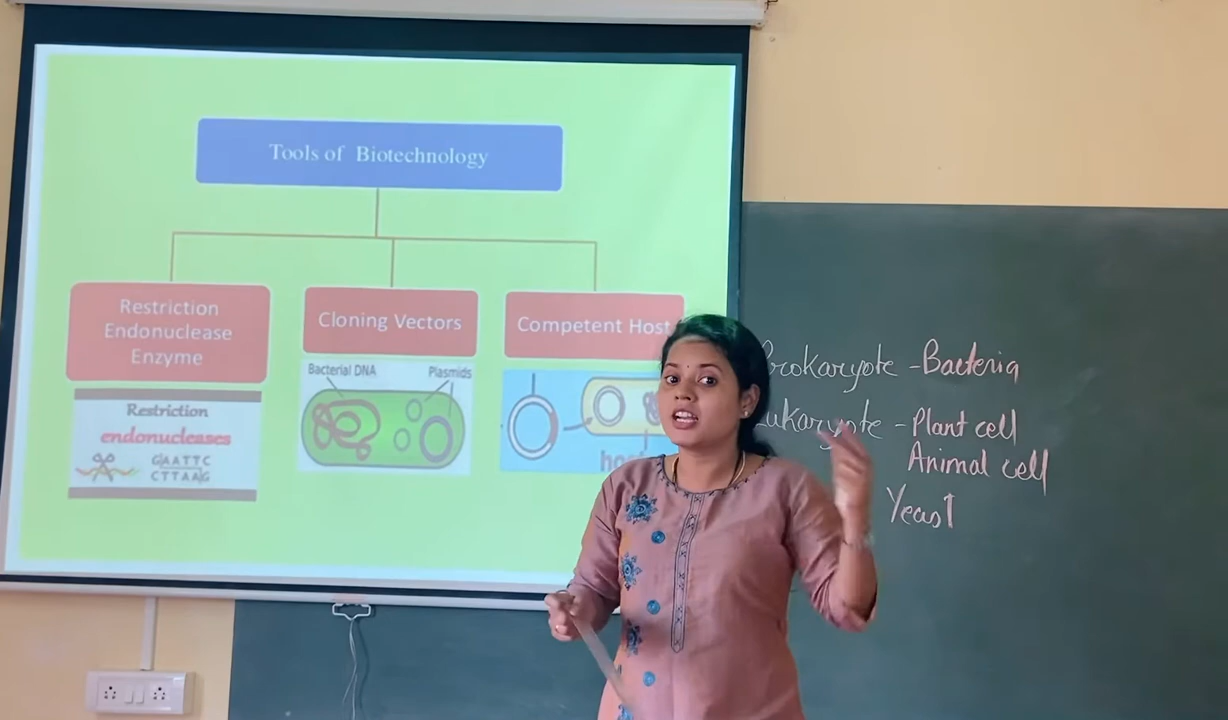 Tools of Biotechnology
Restriction
Endonuclease
Enzyme
Cloning Vectors
Competent Host
Restriction
endonucleases
GAATTC
CTTAAG
Bacterial DNA
Plasmids
Prokaryote - Bacteria
Eukaryote - Plant cell
Animal cell
Yeast